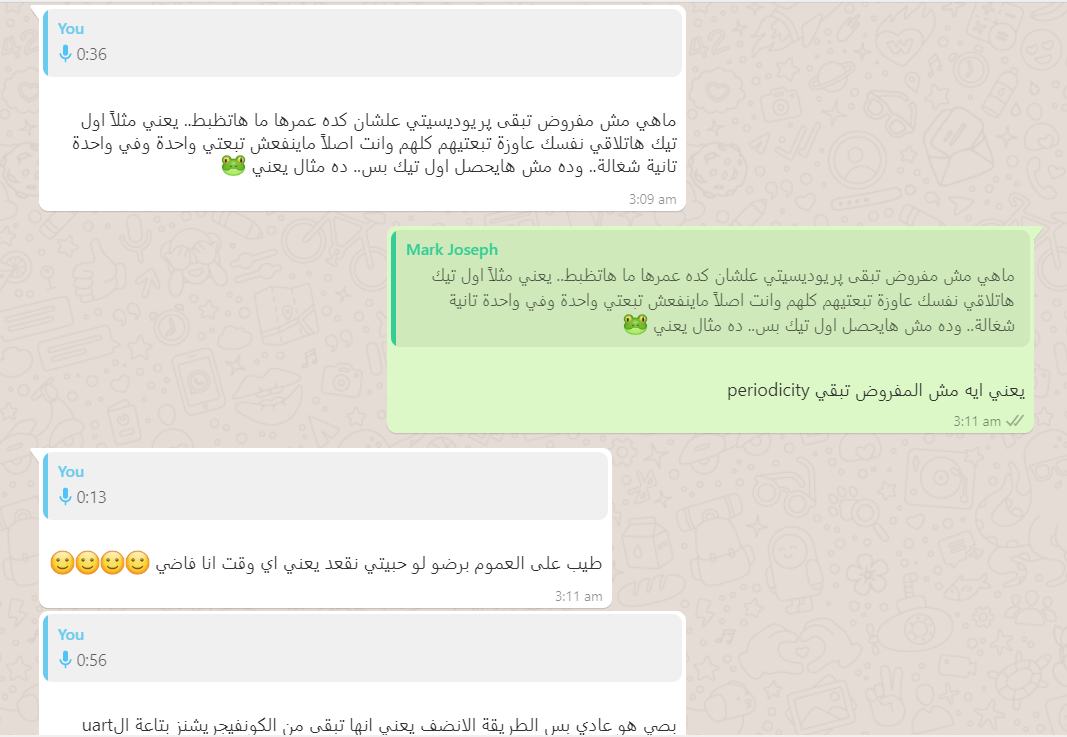 You
0:36
ماهي مش مفروض تبقى پريوديسيتي علشان كده عمرها ما هاتظبط.. يعني مثلاً اول
تيك هاتلاقي نفسك عاوزة تبعتيهم كلهم وانت اصلاً ماينفعش تبعتي واحدة وفي واحدة
تانية شغالة.. وده مش هايحصل اول تيك بس.. ده مثال يعني 🐸
3:09 am
Mark Joseph
ماهي مش مفروض تبقى پريوديسيتي علشان كده عمرها ما هاتظبط.. يعني مثلاً اول تيك
هاتلاقي نفسك عاوزة تبعتيهم كلهم وانت اصلاً ماينفعش تبعتي واحدة وفي واحدة تانية
شغالة.. وده مش هايحصل اول تيك بس.. ده مثال يعني 🐸
يعني ايه مش المفروض تبقي periodicity
3:11 am
You
0:13
طيب على العموم برضو لو حبيتي نقعد يعني اي وقت انا فاضي 🙂🙂🙂🙂
3:11 am
You
0:56
بصي هو عادي بس الطريقة الانضف يعني انها تبقى من الكونفيجريشنز بتاعة الuart